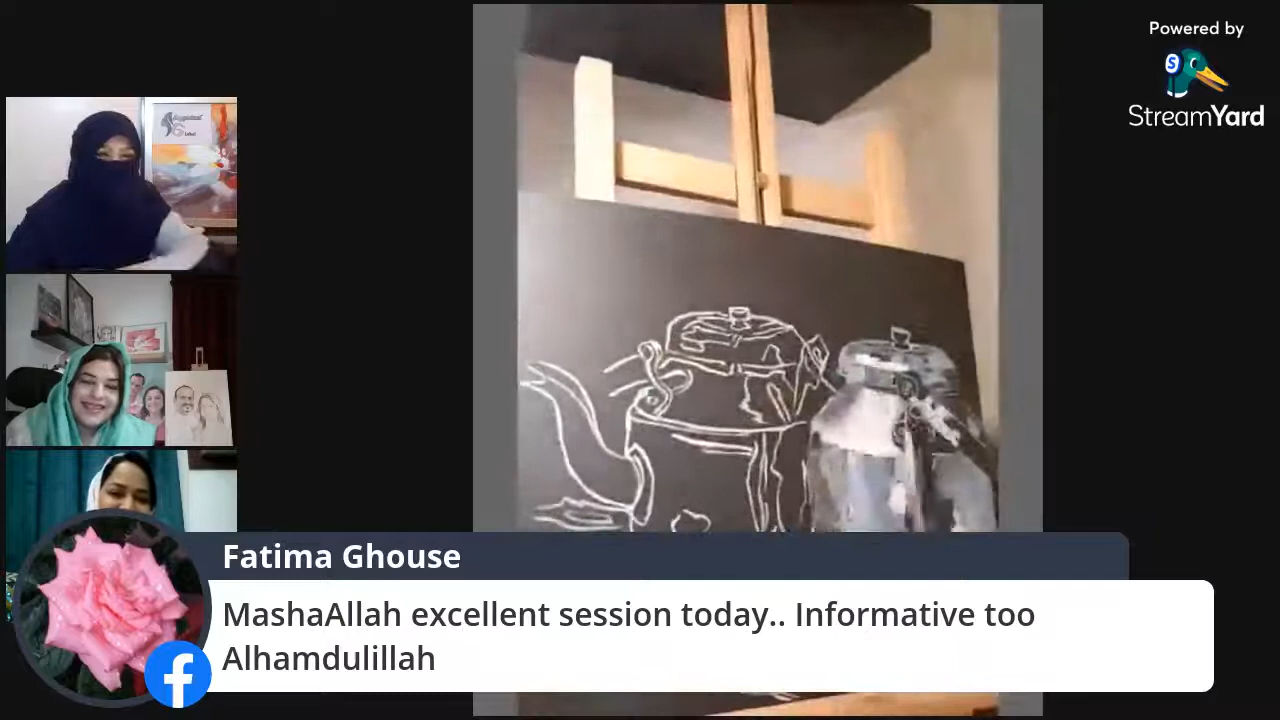 Powered by
StreamYard
Fatima Ghouse
MashaAllah excellent session today.. Informative too
Alhamdulillah